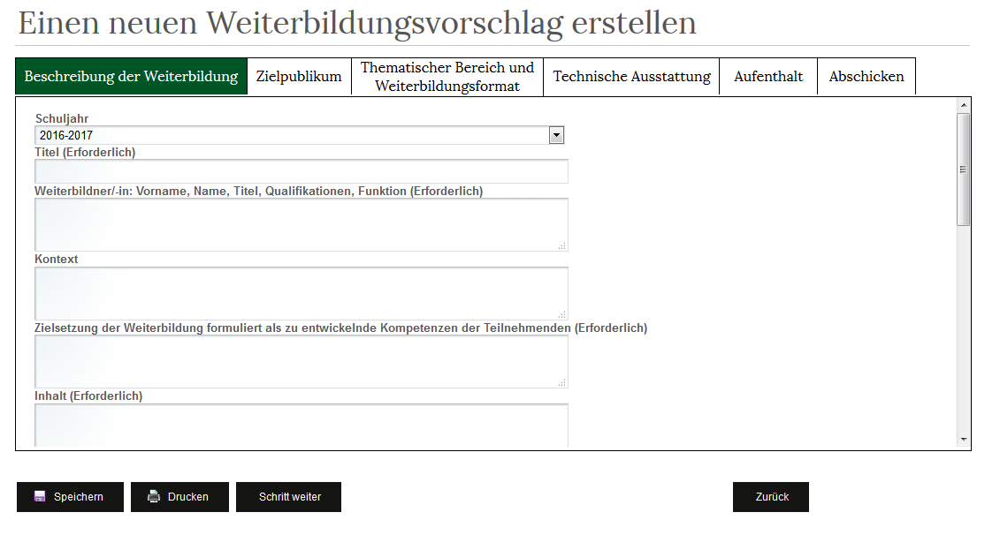 Einen neuen Weiterbildungsvorschlag erstellen
Beschreibung der Weiterbildung
Zielpublikum
Thematischer Bereich und
Weiterbildungsformat
Technische Ausstattung
Aufenthalt
Abschicken
Schuljahr
2016-2017
Titel (Erforderlich)
Weiterbildner/-in: Vorname, Name, Titel, Qualifikationen, Funktion (Erforderlich)
Kontext
Zielsetzung der Weiterbildung formuliert als zu entwickelnde Kompetenzen der Teilnehmenden (Erforderlich)
Inhalt (Erforderlich)
Speichern
Drucken
Schritt weiter
Zurück